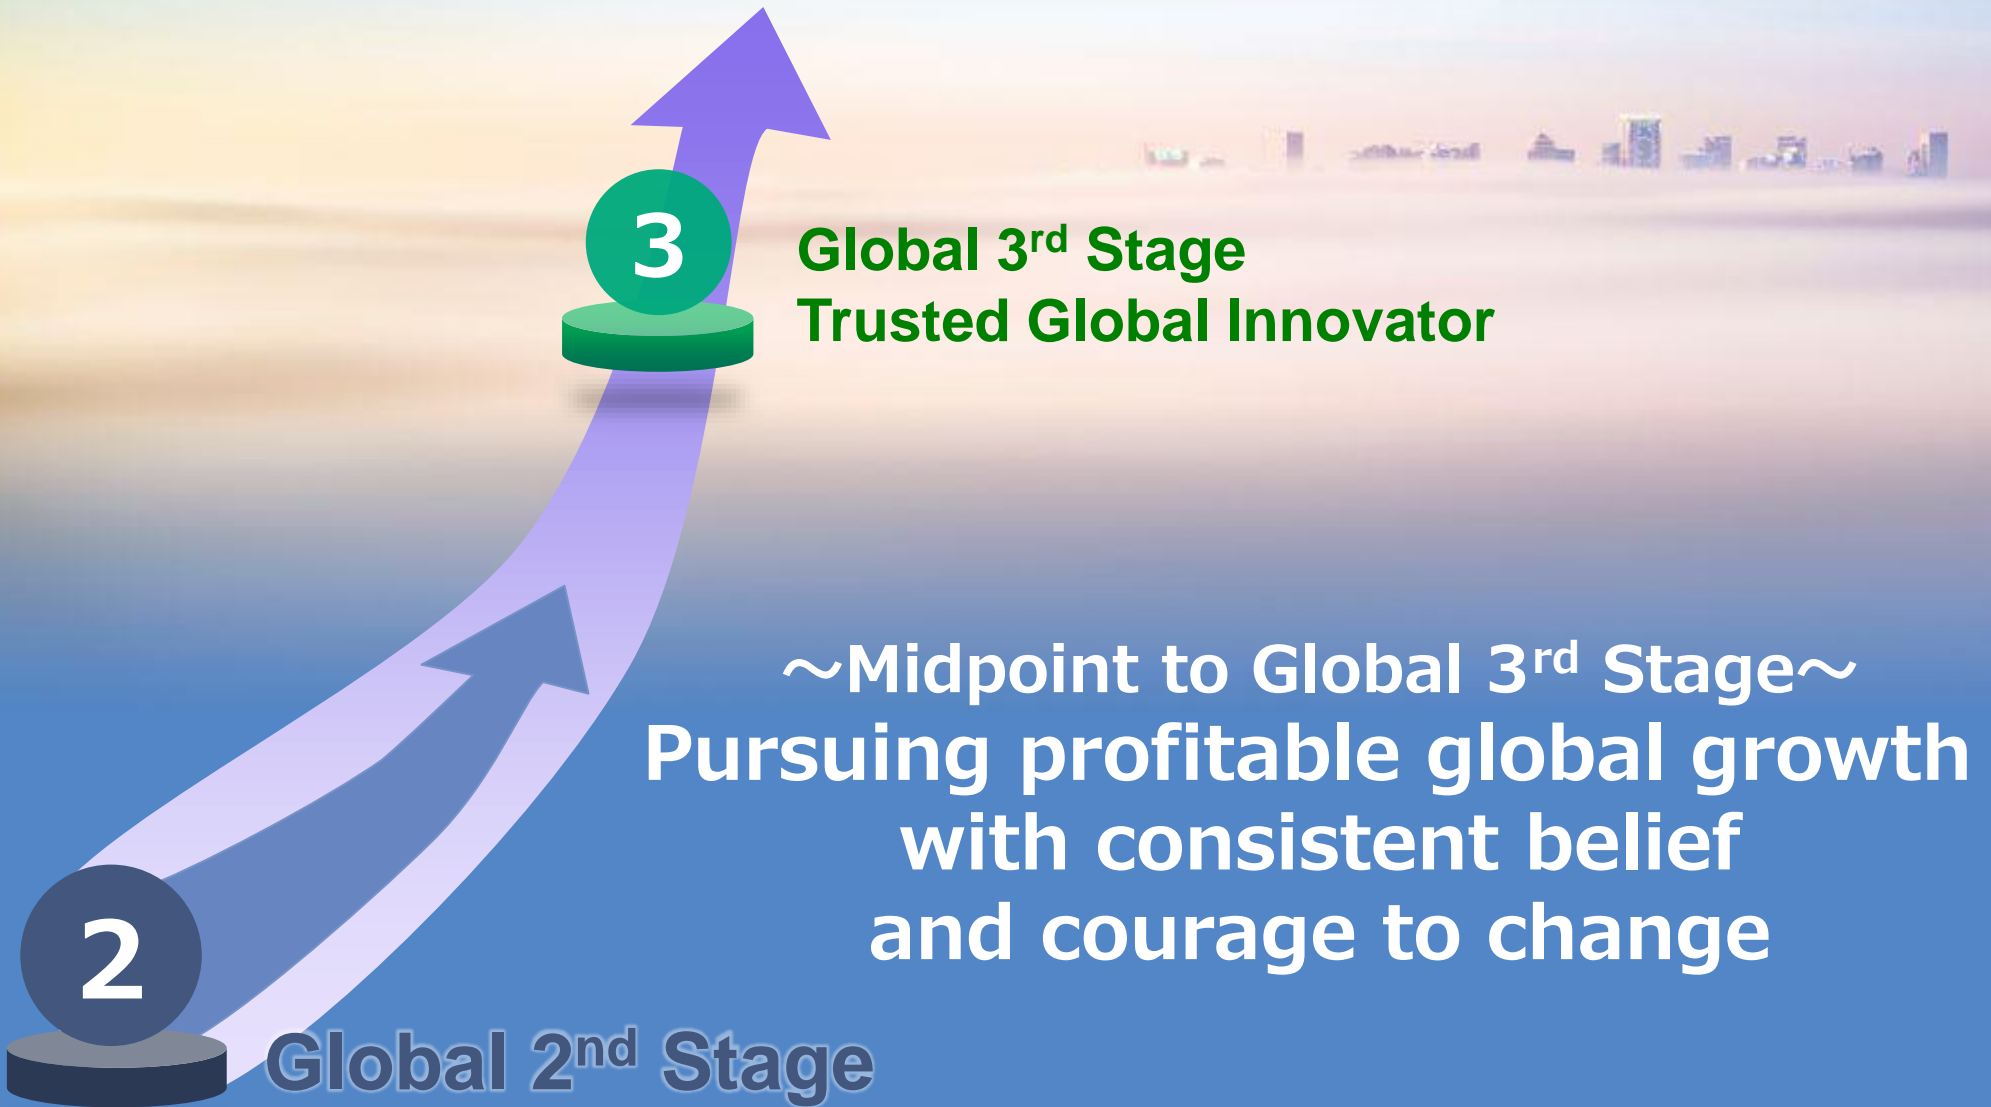 3
Global 3rd Stage
Trusted Global Innovator
～Midpoint to Global 3rd Stage～
Pursuing profitable global growth
with consistent belief
and courage to change
2
Global 2nd Stage